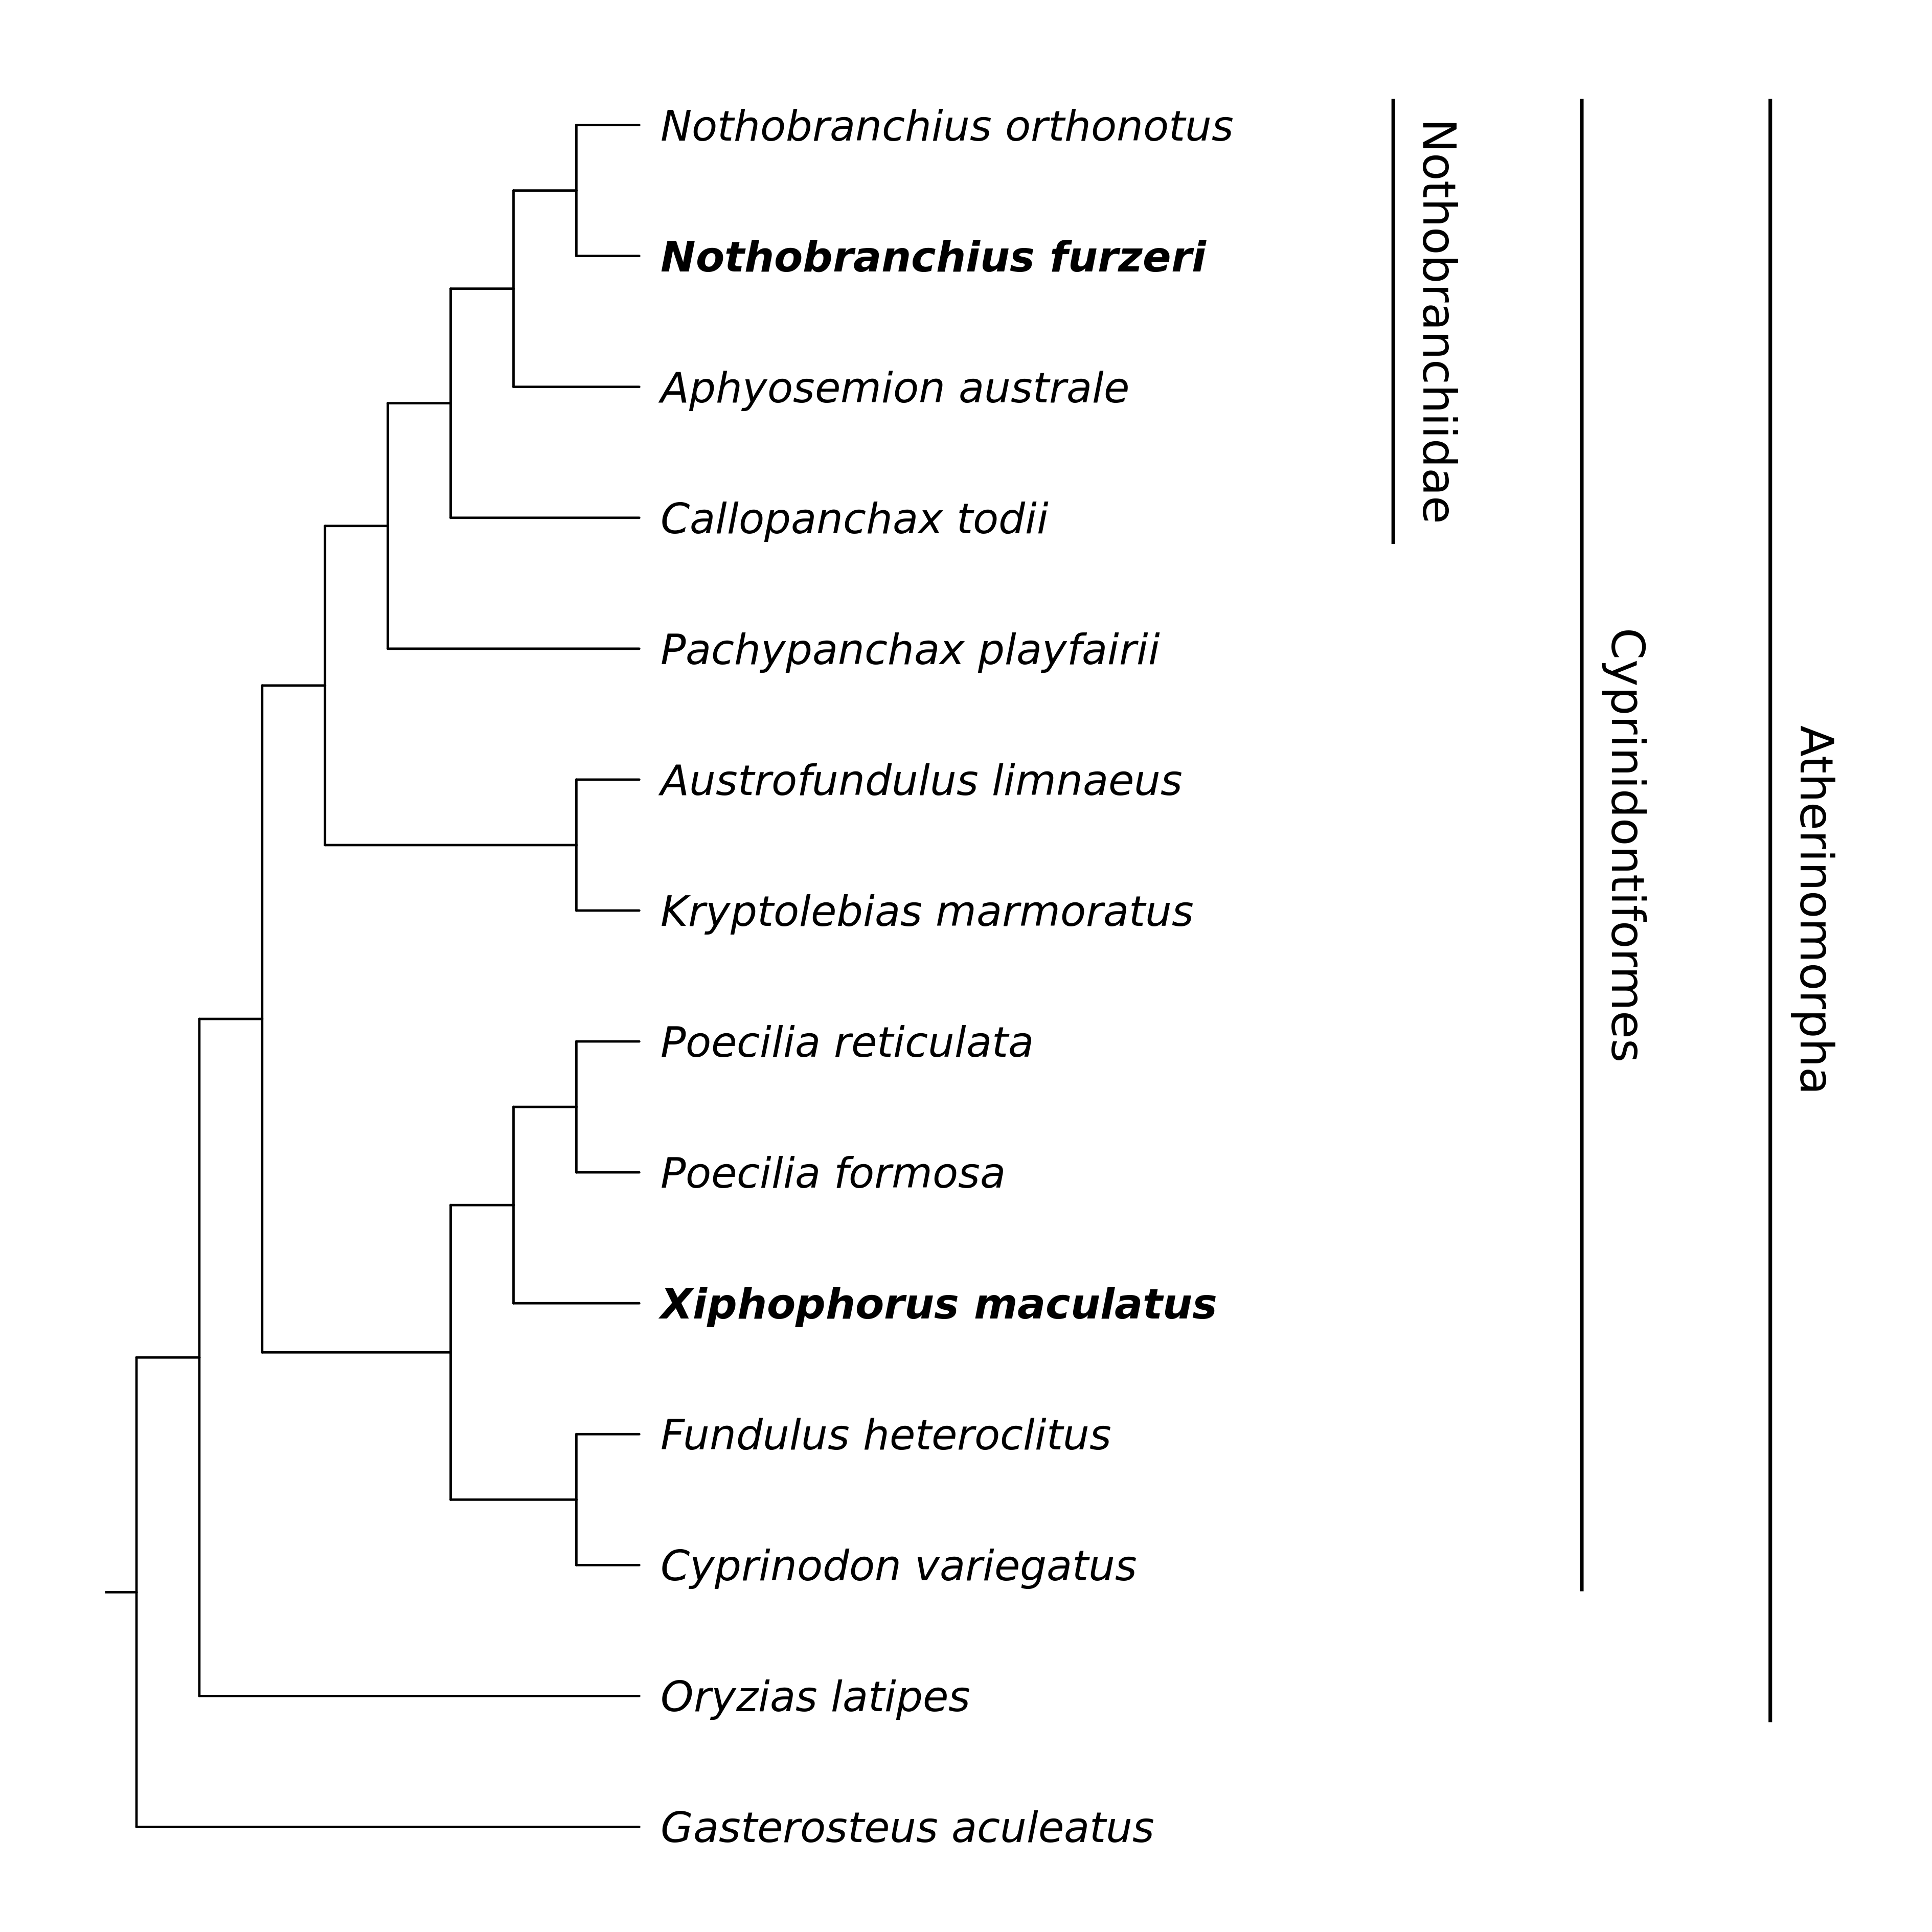 Nothobranchius orthonotus
Nothobranchius furzeri
Aphyosemion australe
Callopanchax todii
Pachypanchax playfairii
Austrofundulus limnaeus
Kryptolebias marmoratus
Poecilia reticulata
Poecilia formosa
Xiphophorus maculatus
Fundulus heteroclitus
Cyprinodon variegatus
Oryzias latipes
Gasterosteus aculeatus
Nothobranchiidae
Cyprinidontiformes
Atherinomorpha